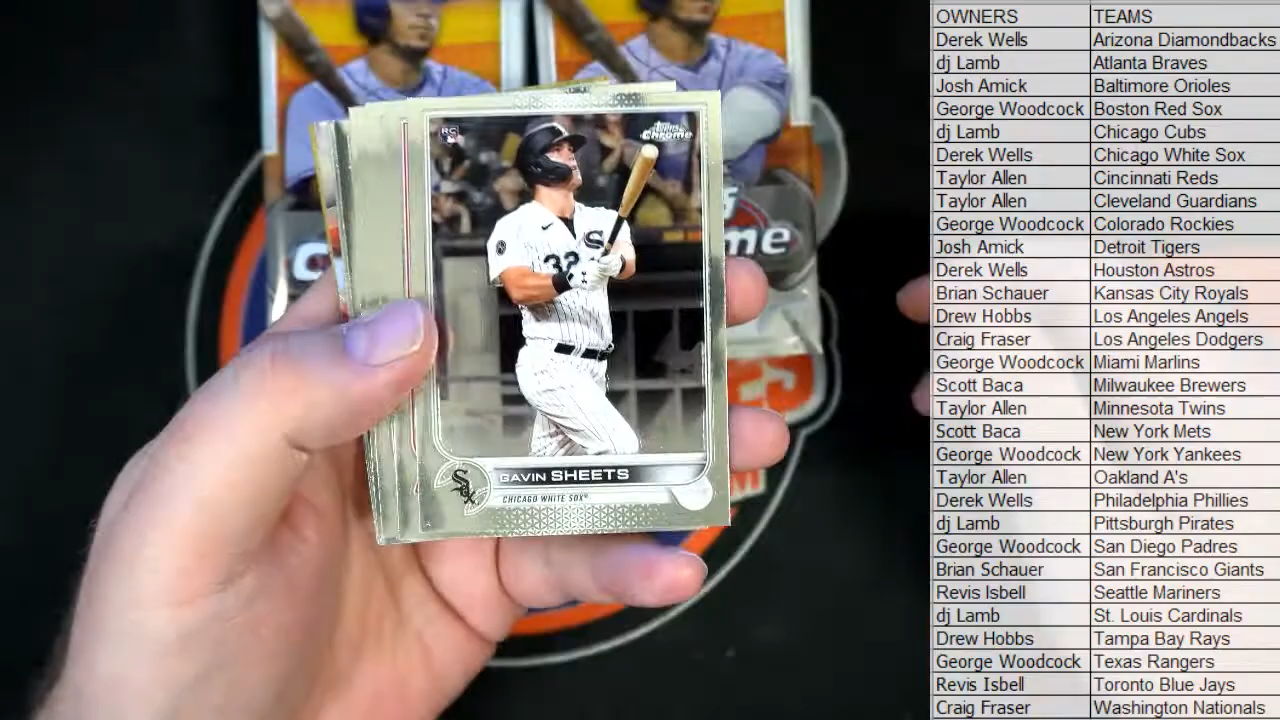 RC
Topps
Chrome
S
32
Sox
GAVIN SHEETS
CHICAGO WHITE SOX
me
OWNERS TEAMS
Derek Wells Arizona Diamondbacks
dj Lamb Atlanta Braves
Josh Amick Baltimore Orioles
George Woodcock Boston Red Sox
dj Lamb Chicago Cubs
Derek Wells Chicago White Sox
Taylor Allen Cincinnati Reds
Taylor Allen Cleveland Guardians
George Woodcock Colorado Rockies
Josh Amick Detroit Tigers
Derek Wells Houston Astros
Brian Schauer Kansas City Royals
Drew Hobbs Los Angeles Angels
Craig Fraser Los Angeles Dodgers
George Woodcock Miami Marlins
Scott Baca Milwaukee Brewers
Taylor Allen Minnesota Twins
Scott Baca New York Mets
George Woodcock New York Yankees
Taylor Allen Oakland A's
Derek Wells Philadelphia Phillies
dj Lamb Pittsburgh Pirates
George Woodcock San Diego Padres
Brian Schauer San Francisco Giants
Revis Isbell Seattle Mariners
dj Lamb St. Louis Cardinals
Drew Hobbs Tampa Bay Rays
George Woodcock Texas Rangers
Revis Isbell Toronto Blue Jays
Craig Fraser Washington Nationals